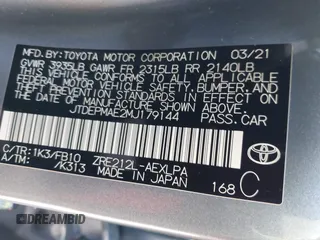 MFD.BY:TOYOTA MOTOR CORPORATION 03/21
GVWR 3935LB GAWR FR 2315LB RR 2140LB
THIS VEHICLE CONFORMS TO ALL APPLICABLE
FEDERAL MOTOR VEHICLE SAFETY, BUMPER, AND
THEFT PREVENTION STANDARDS IN EFFECT ON THE
DATE OF MANUFACTURE SHOWN ABOVE.
JTDEPMAE2MJ179144 PASS.CAR
C/TR:1K3/FB10 ZRE212L-AEXLPA
A/TM: /K313 MADE IN JAPAN 168 C
TOYOTA
DREAMBID